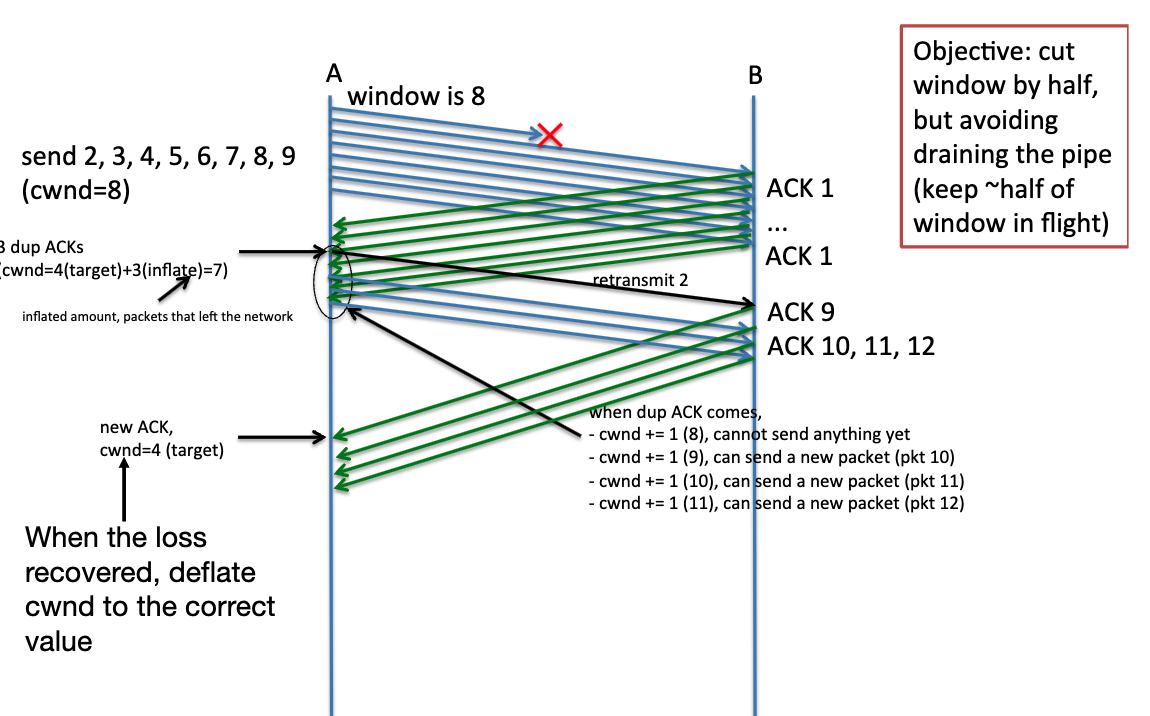 A
B
window is 8
Objective: cut
window by half,
but avoiding
draining the pipe
(keep ~half of
window in flight)
send 2, 3, 4, 5, 6, 7, 8, 9
(cwnd=8)
ACK 1
...
ACK 1
3 dup ACKs
(cwnd=4(target)+3(inflate)=7)
inflated amount, packets that left the network
retransmit 2
ACK 9
ACK 10, 11, 12
when dup ACK comes,
- cwnd += 1 (8), cannot send anything yet
- cwnd += 1 (9), can send a new packet (pkt 10)
- cwnd += 1 (10), can send a new packet (pkt 11)
- cwnd += 1 (11), can send a new packet (pkt 12)
new ACK,
cwnd=4 (target)
When the loss
recovered, deflate
cwnd to the correct
value